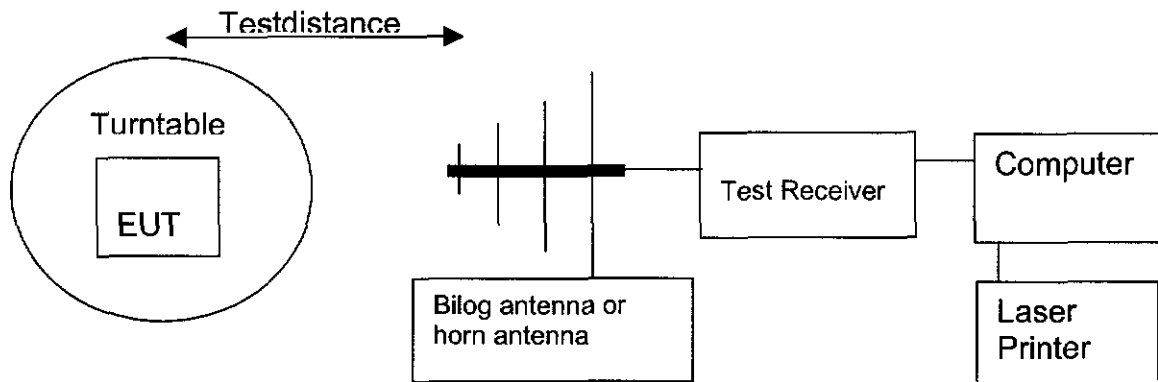 Testdistance
Turntable
EUT
Bilog antenna or
horn antenna
Test Receiver
Computer
Laser
Printer